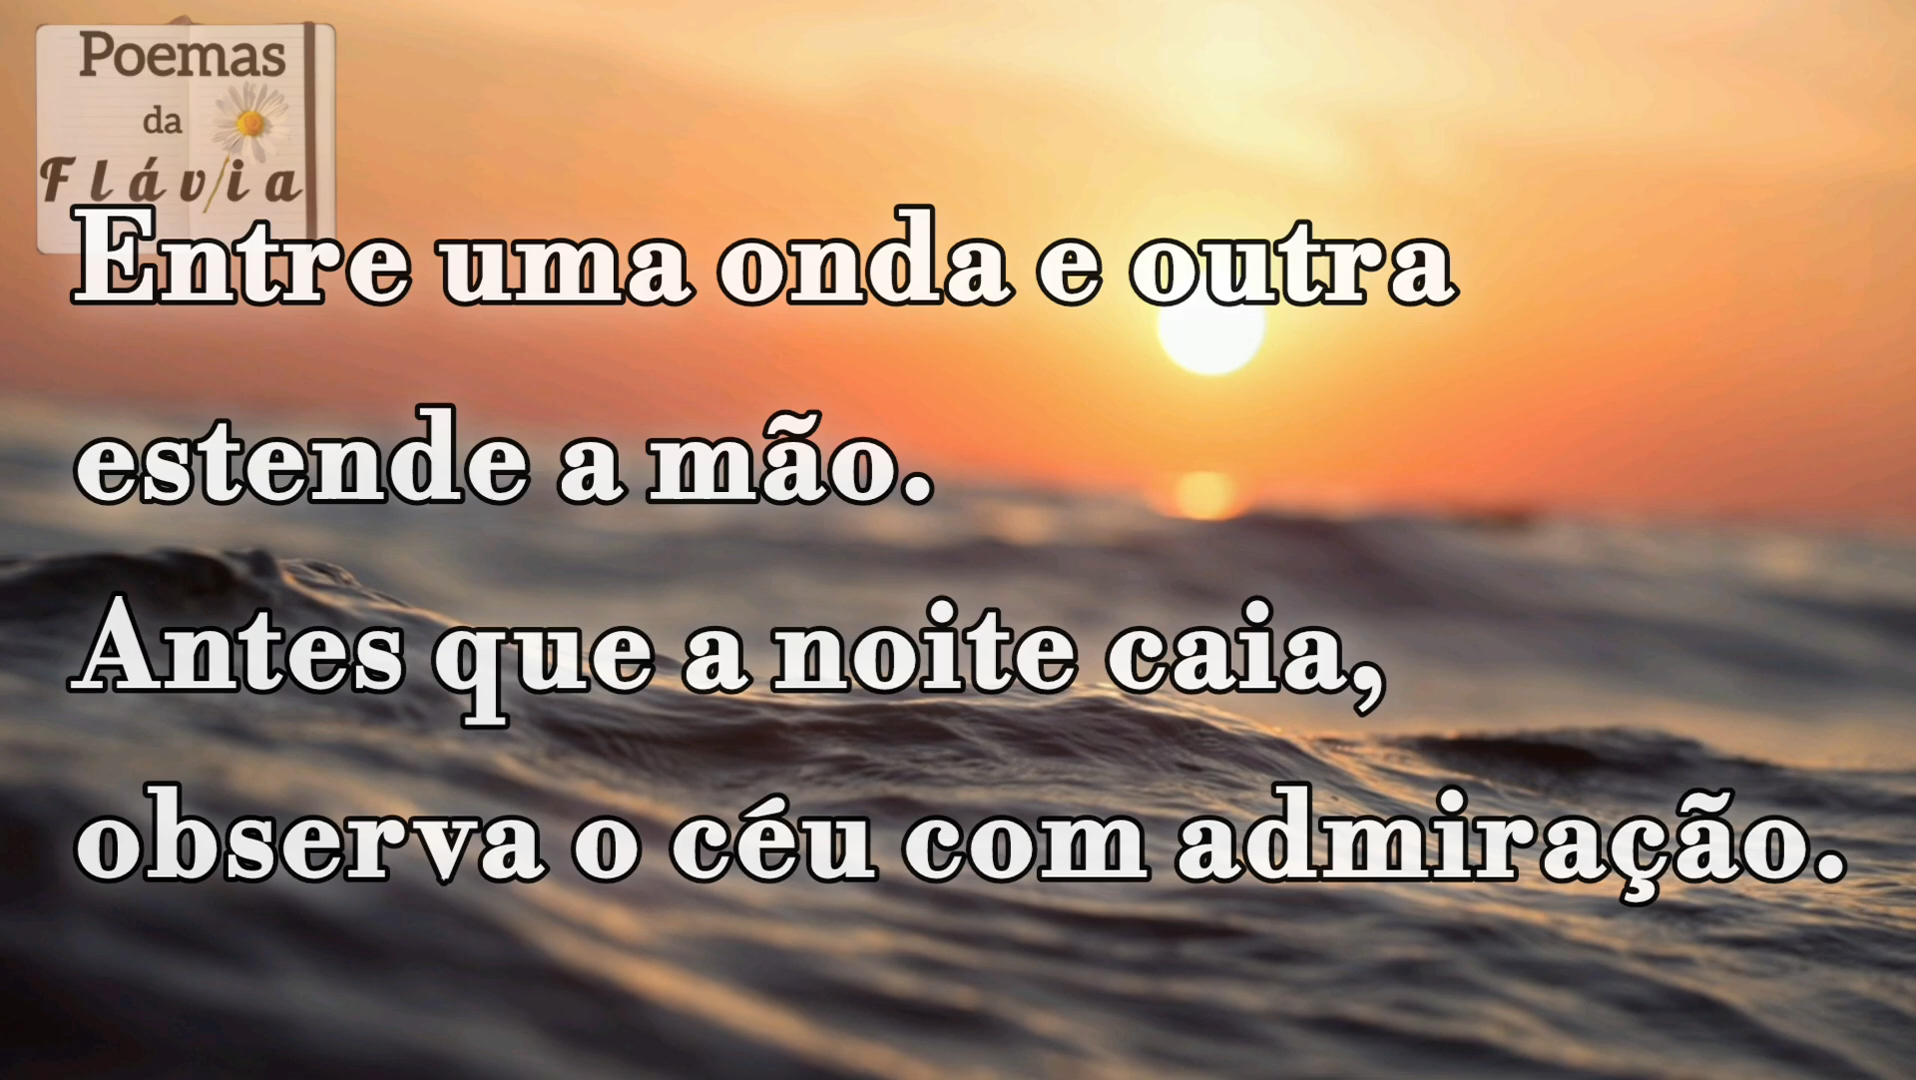 Poemas
da
Flávia
Entre uma onda e outra
estende a mão.
Antes que a noite caia,
observa o céu com admiração.